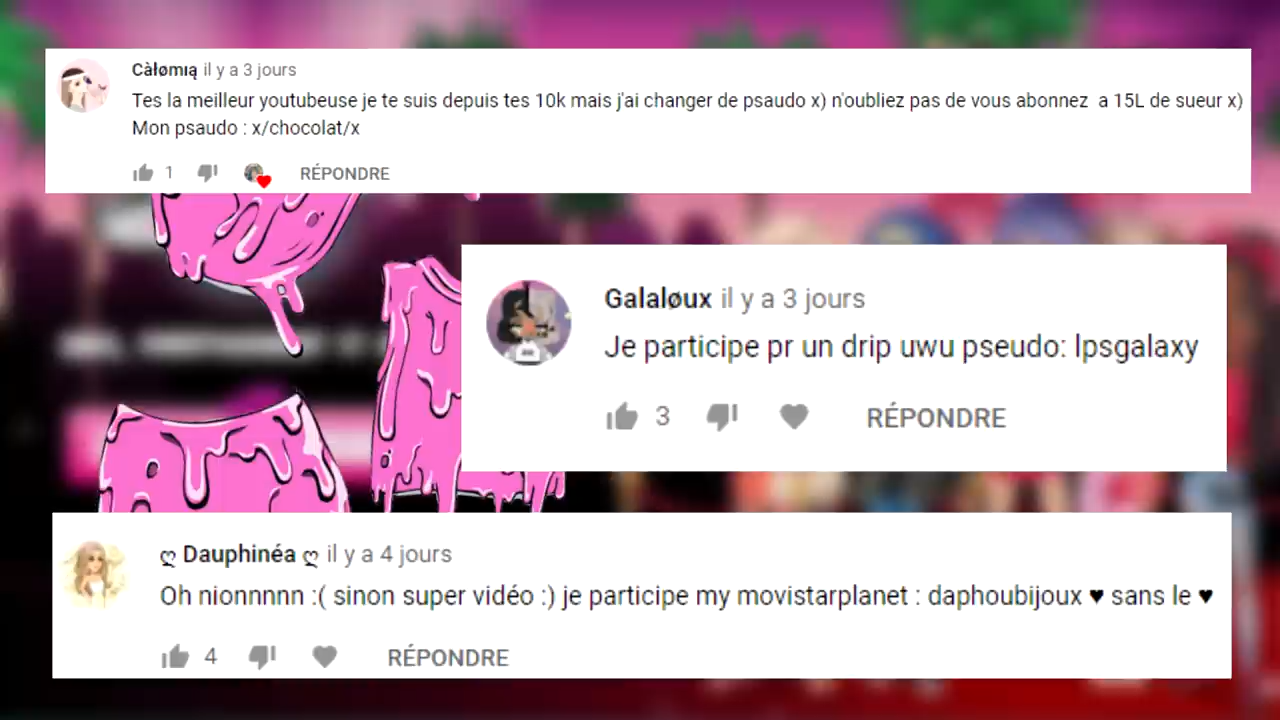 Càłømıą il y a 3 jours
Tes la meilleur youtubeuse je te suis depuis tes 10k mais j'ai changer de psaudo x) n'oubliez pas de vous abonnez a 15L de sueur x)
Mon psaudo : x/chocolat/x
1 RÉPONDRE
Galaløux il y a 3 jours
Je participe pr un drip uwu pseudo: lpsgalaxy
3 RÉPONDRE
ღ Dauphinéa ღ il y a 4 jours
Oh nionnnnn :( sinon super vidéo :) je participe my movistarplanet : daphoubijoux ♥ sans le ♥
4 RÉPONDRE